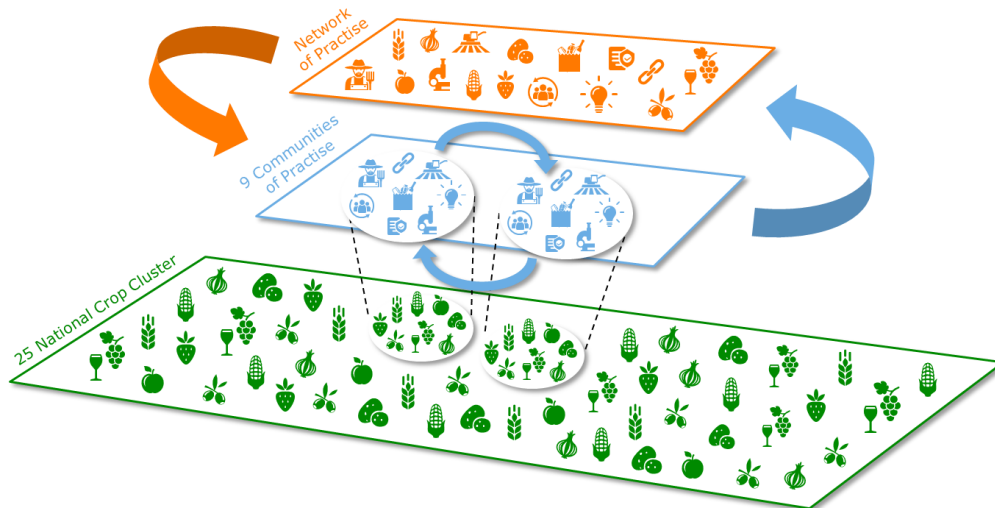 Network
of Practise
9 Communities
of Practise
25 National Crop Cluster